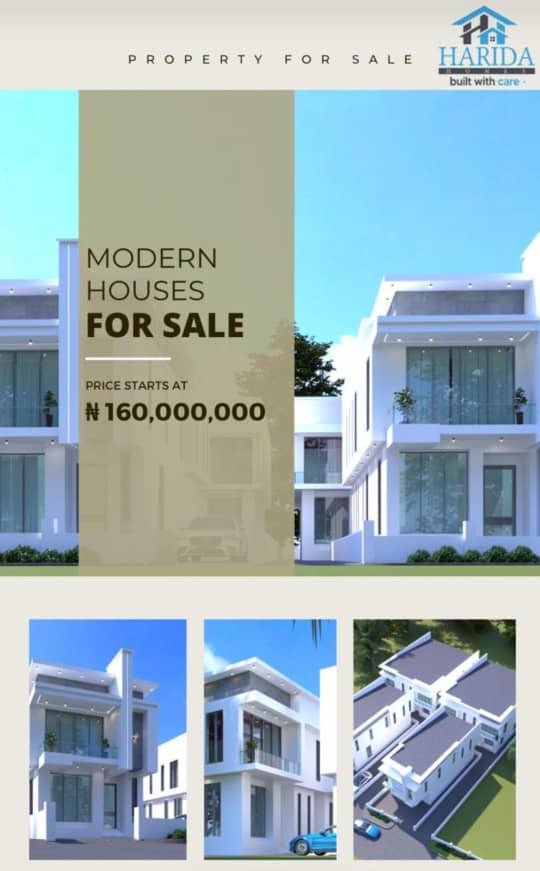 PROPERTY FOR SALE
HARIDA
HOMES
built with care
MODERN
HOUSES
FOR SALE
PRICE STARTS AT
₦ 160,000,000